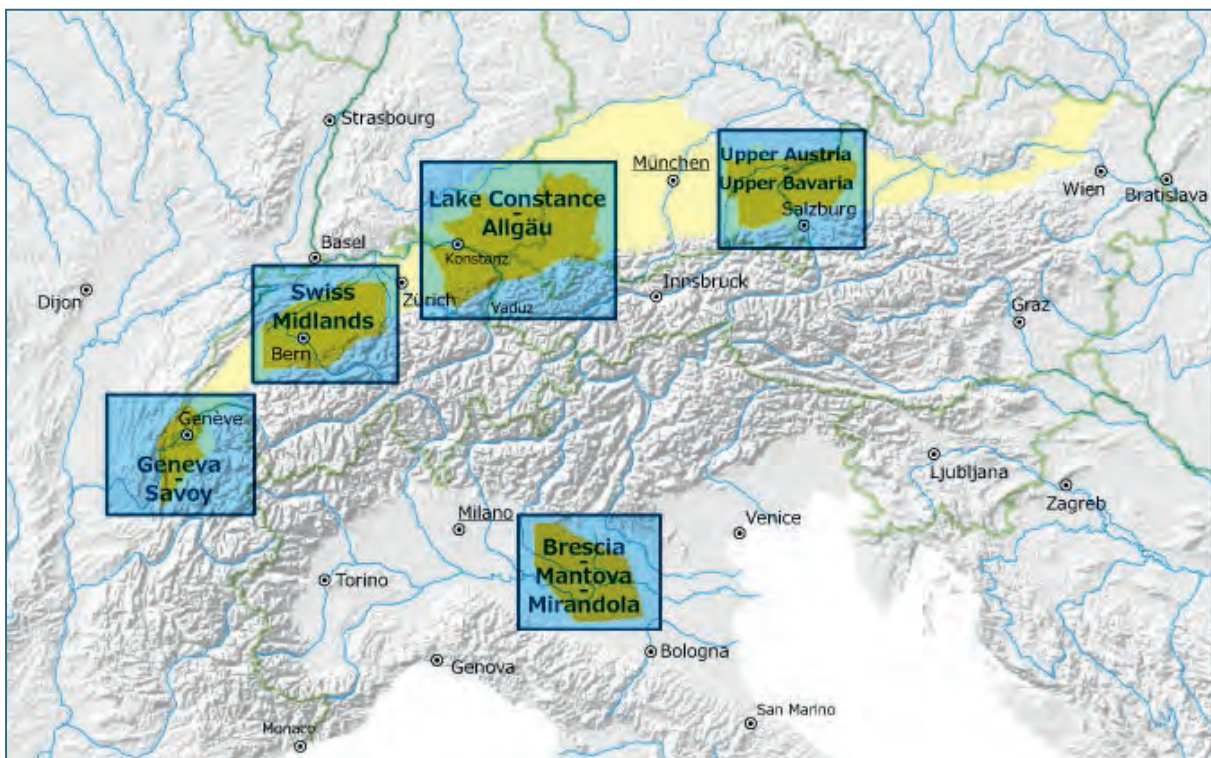 Strasbourg
München
Upper Austria
-
Upper Bavaria
Salzburg
Wien
Bratislava
Lake Constance
-
Allgäu
Konstanz
Vaduz
Basel
Zürich
Innsbruck
Dijon
Swiss
Midlands
Bern
Graz
Genève
Geneva
-
Savoy
Ljubljana
Zagreb
Milano
Venice
Brescia
-
Mantova
-
Mirandola
Torino
Bologna
Genova
San Marino
Monaco